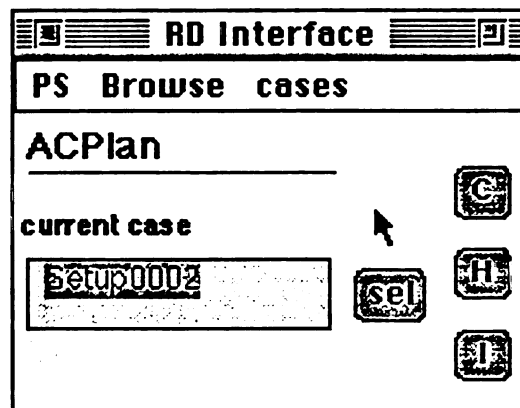 RD Interface
PS Browse cases
ACPlan
C
current case
Setup0002
sel
H
I